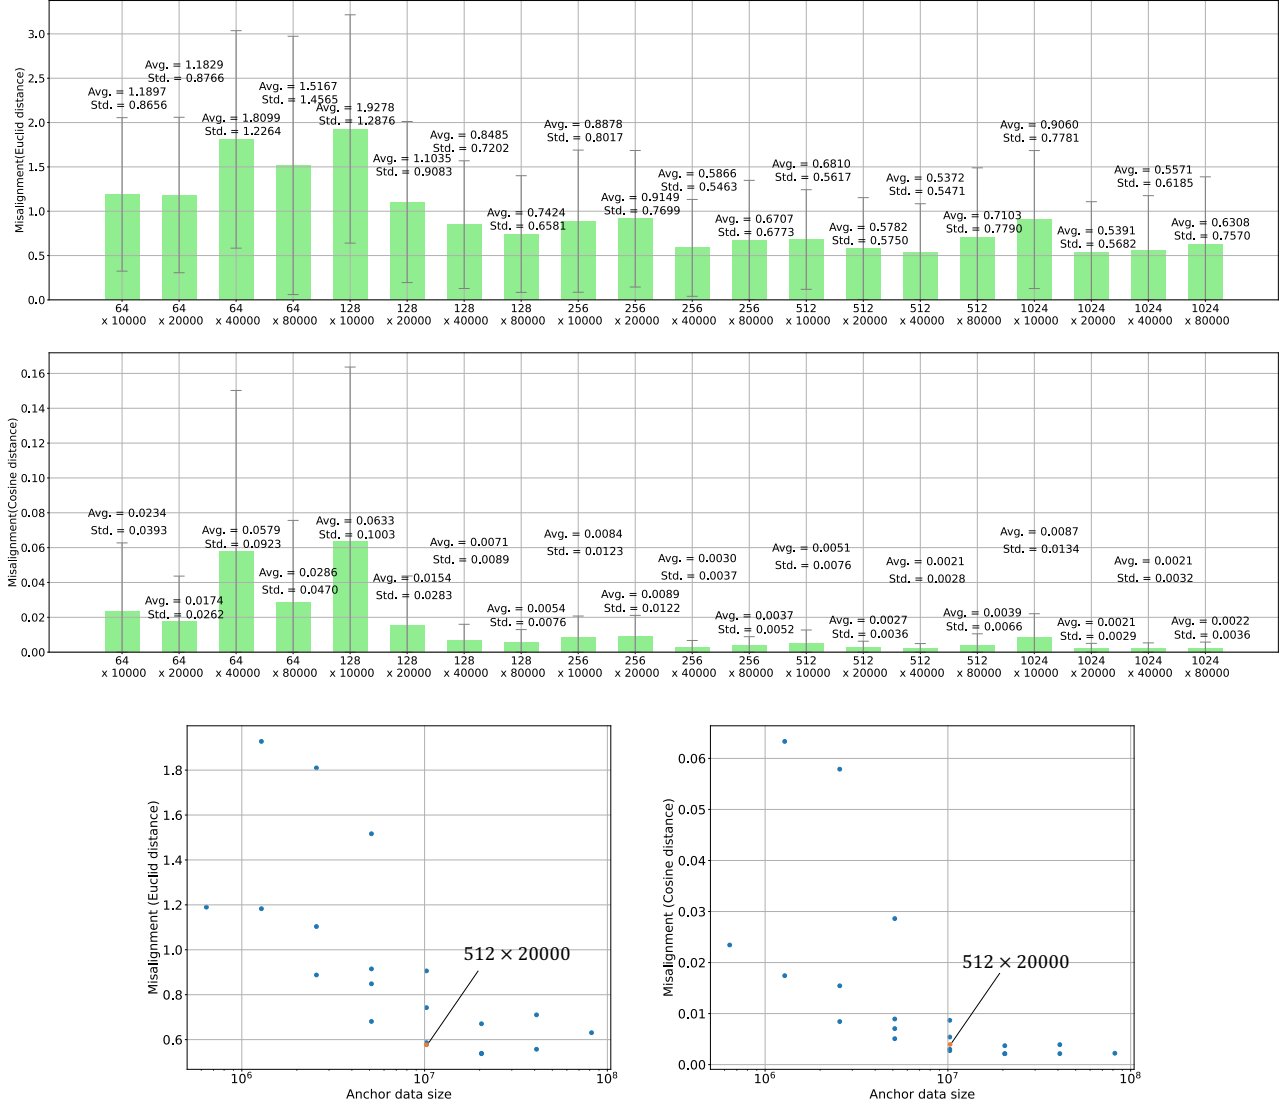 Misalignment(Euclid distance)
3.0
2.5
2.0
1.5
1.0
0.5
0.0
Avg. = 1.1897
Std. = 0.8656
Avg. = 1.1829
Std. = 0.8766
Avg. = 1.8099
Std. = 1.2264
Avg. = 1.5167
Std. = 1.4565
Avg. = 1.9278
Std. = 1.2876
Avg. = 1.1035
Std. = 0.9083
Avg. = 0.8485
Std. = 0.7202
Avg. = 0.7424
Std. = 0.6581
Avg. = 0.8878
Std. = 0.8017
Avg. = 0.9149
Std. = 0.7699
Avg. = 0.5866
Std. = 0.5463
Avg. = 0.6707
Std. = 0.6773
Avg. = 0.6810
Std. = 0.5617
Avg. = 0.5782
Std. = 0.5750
Avg. = 0.5372
Std. = 0.5471
Avg. = 0.7103
Std. = 0.7790
Avg. = 0.9060
Std. = 0.7781
Avg. = 0.5391
Std. = 0.5682
Avg. = 0.5571
Std. = 0.6185
Avg. = 0.6308
Std. = 0.7570
64 64 64 64 128 128 128 128 256 256 256 256 512 512 512 512 1024 1024 1024 1024
x 10000 x 20000 x 40000 x 80000 x 10000 x 20000 x 40000 x 80000 x 10000 x 20000 x 40000 x 80000 x 10000 x 20000 x 40000 x 80000 x 10000 x 20000 x 40000 x 80000
Misalignment(Cosine distance)
0.16
0.14
0.12
0.10
0.08
0.06
0.04
0.02
0.00
Avg. = 0.0234
Std. = 0.0393
Avg. = 0.0174
Std. = 0.0262
Avg. = 0.0579
Std. = 0.0923
Avg. = 0.0286
Std. = 0.0470
Avg. = 0.0633
Std. = 0.1003
Avg. = 0.0154
Std. = 0.0283
Avg. = 0.0071
Std. = 0.0089
Avg. = 0.0054
Std. = 0.0076
Avg. = 0.0084
Std. = 0.0123
Avg. = 0.0089
Std. = 0.0122
Avg. = 0.0030
Std. = 0.0037
Avg. = 0.0037
Std. = 0.0052
Avg. = 0.0051
Std. = 0.0076
Avg. = 0.0027
Std. = 0.0036
Avg. = 0.0021
Std. = 0.0028
Avg. = 0.0039
Std. = 0.0066
Avg. = 0.0087
Std. = 0.0134
Avg. = 0.0021
Std. = 0.0029
Avg. = 0.0021
Std. = 0.0032
Avg. = 0.0022
Std. = 0.0036
64 64 64 64 128 128 128 128 256 256 256 256 512 512 512 512 1024 1024 1024 1024
x 10000 x 20000 x 40000 x 80000 x 10000 x 20000 x 40000 x 80000 x 10000 x 20000 x 40000 x 80000 x 10000 x 20000 x 40000 x 80000 x 10000 x 20000 x 40000 x 80000
Misalignment (Euclid distance)
1.8
1.6
1.4
1.2
1.0
0.8
0.6
512 × 20000
10⁶ 10⁷ 10⁸
Anchor data size
Misalignment (Cosine distance)
0.06
0.05
0.04
0.03
0.02
0.01
0.00
512 × 20000
10⁶ 10⁷ 10⁸
Anchor data size